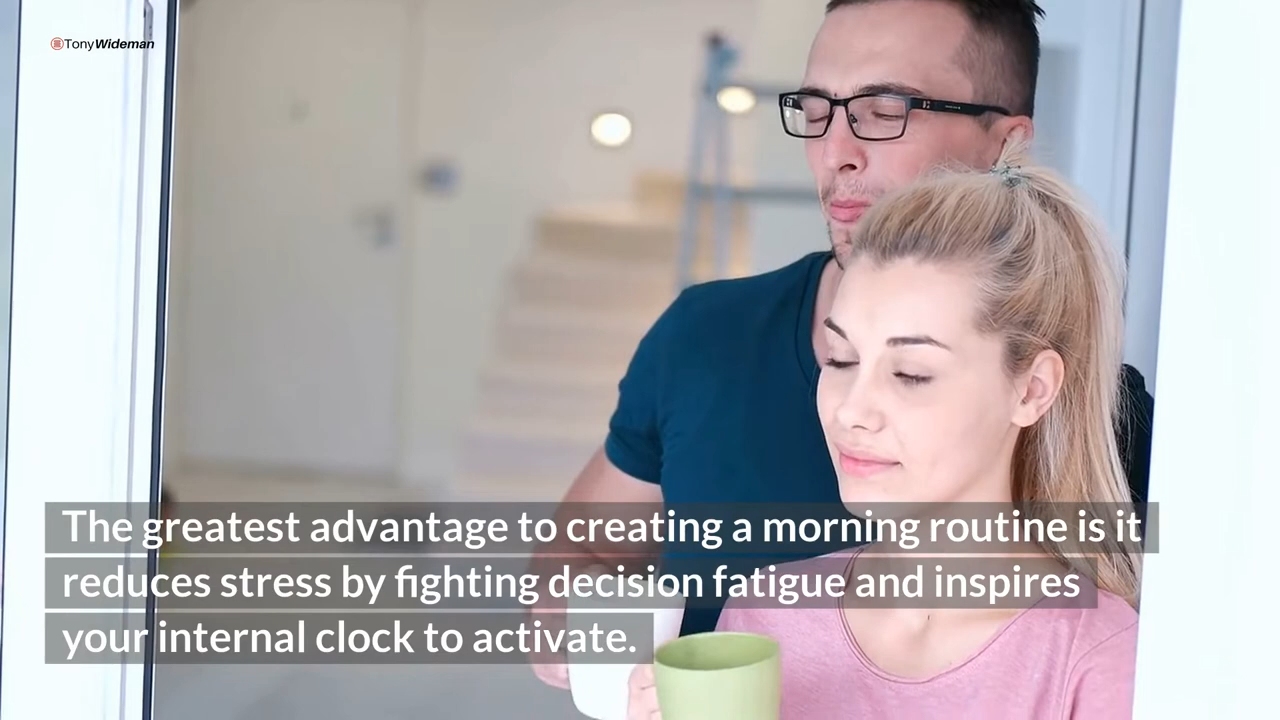 TonyWideman
The greatest advantage to creating a morning routine is it
reduces stress by fighting decision fatigue and inspires
your internal clock to activate.